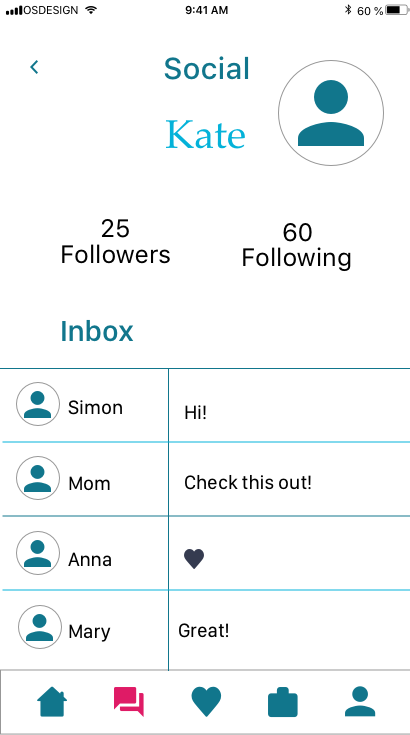 IOSDESIGN 9:41 AM 60 %
Social
Kate
25 60
Followers Following
Inbox
Simon Hi!
Mom Check this out!
Anna
Mary Great!